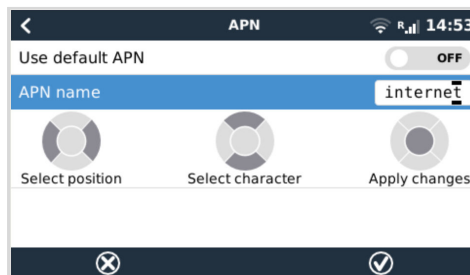 APN R 14:53
Use default APN OFF
APN name internet
Select position Select character Apply changes